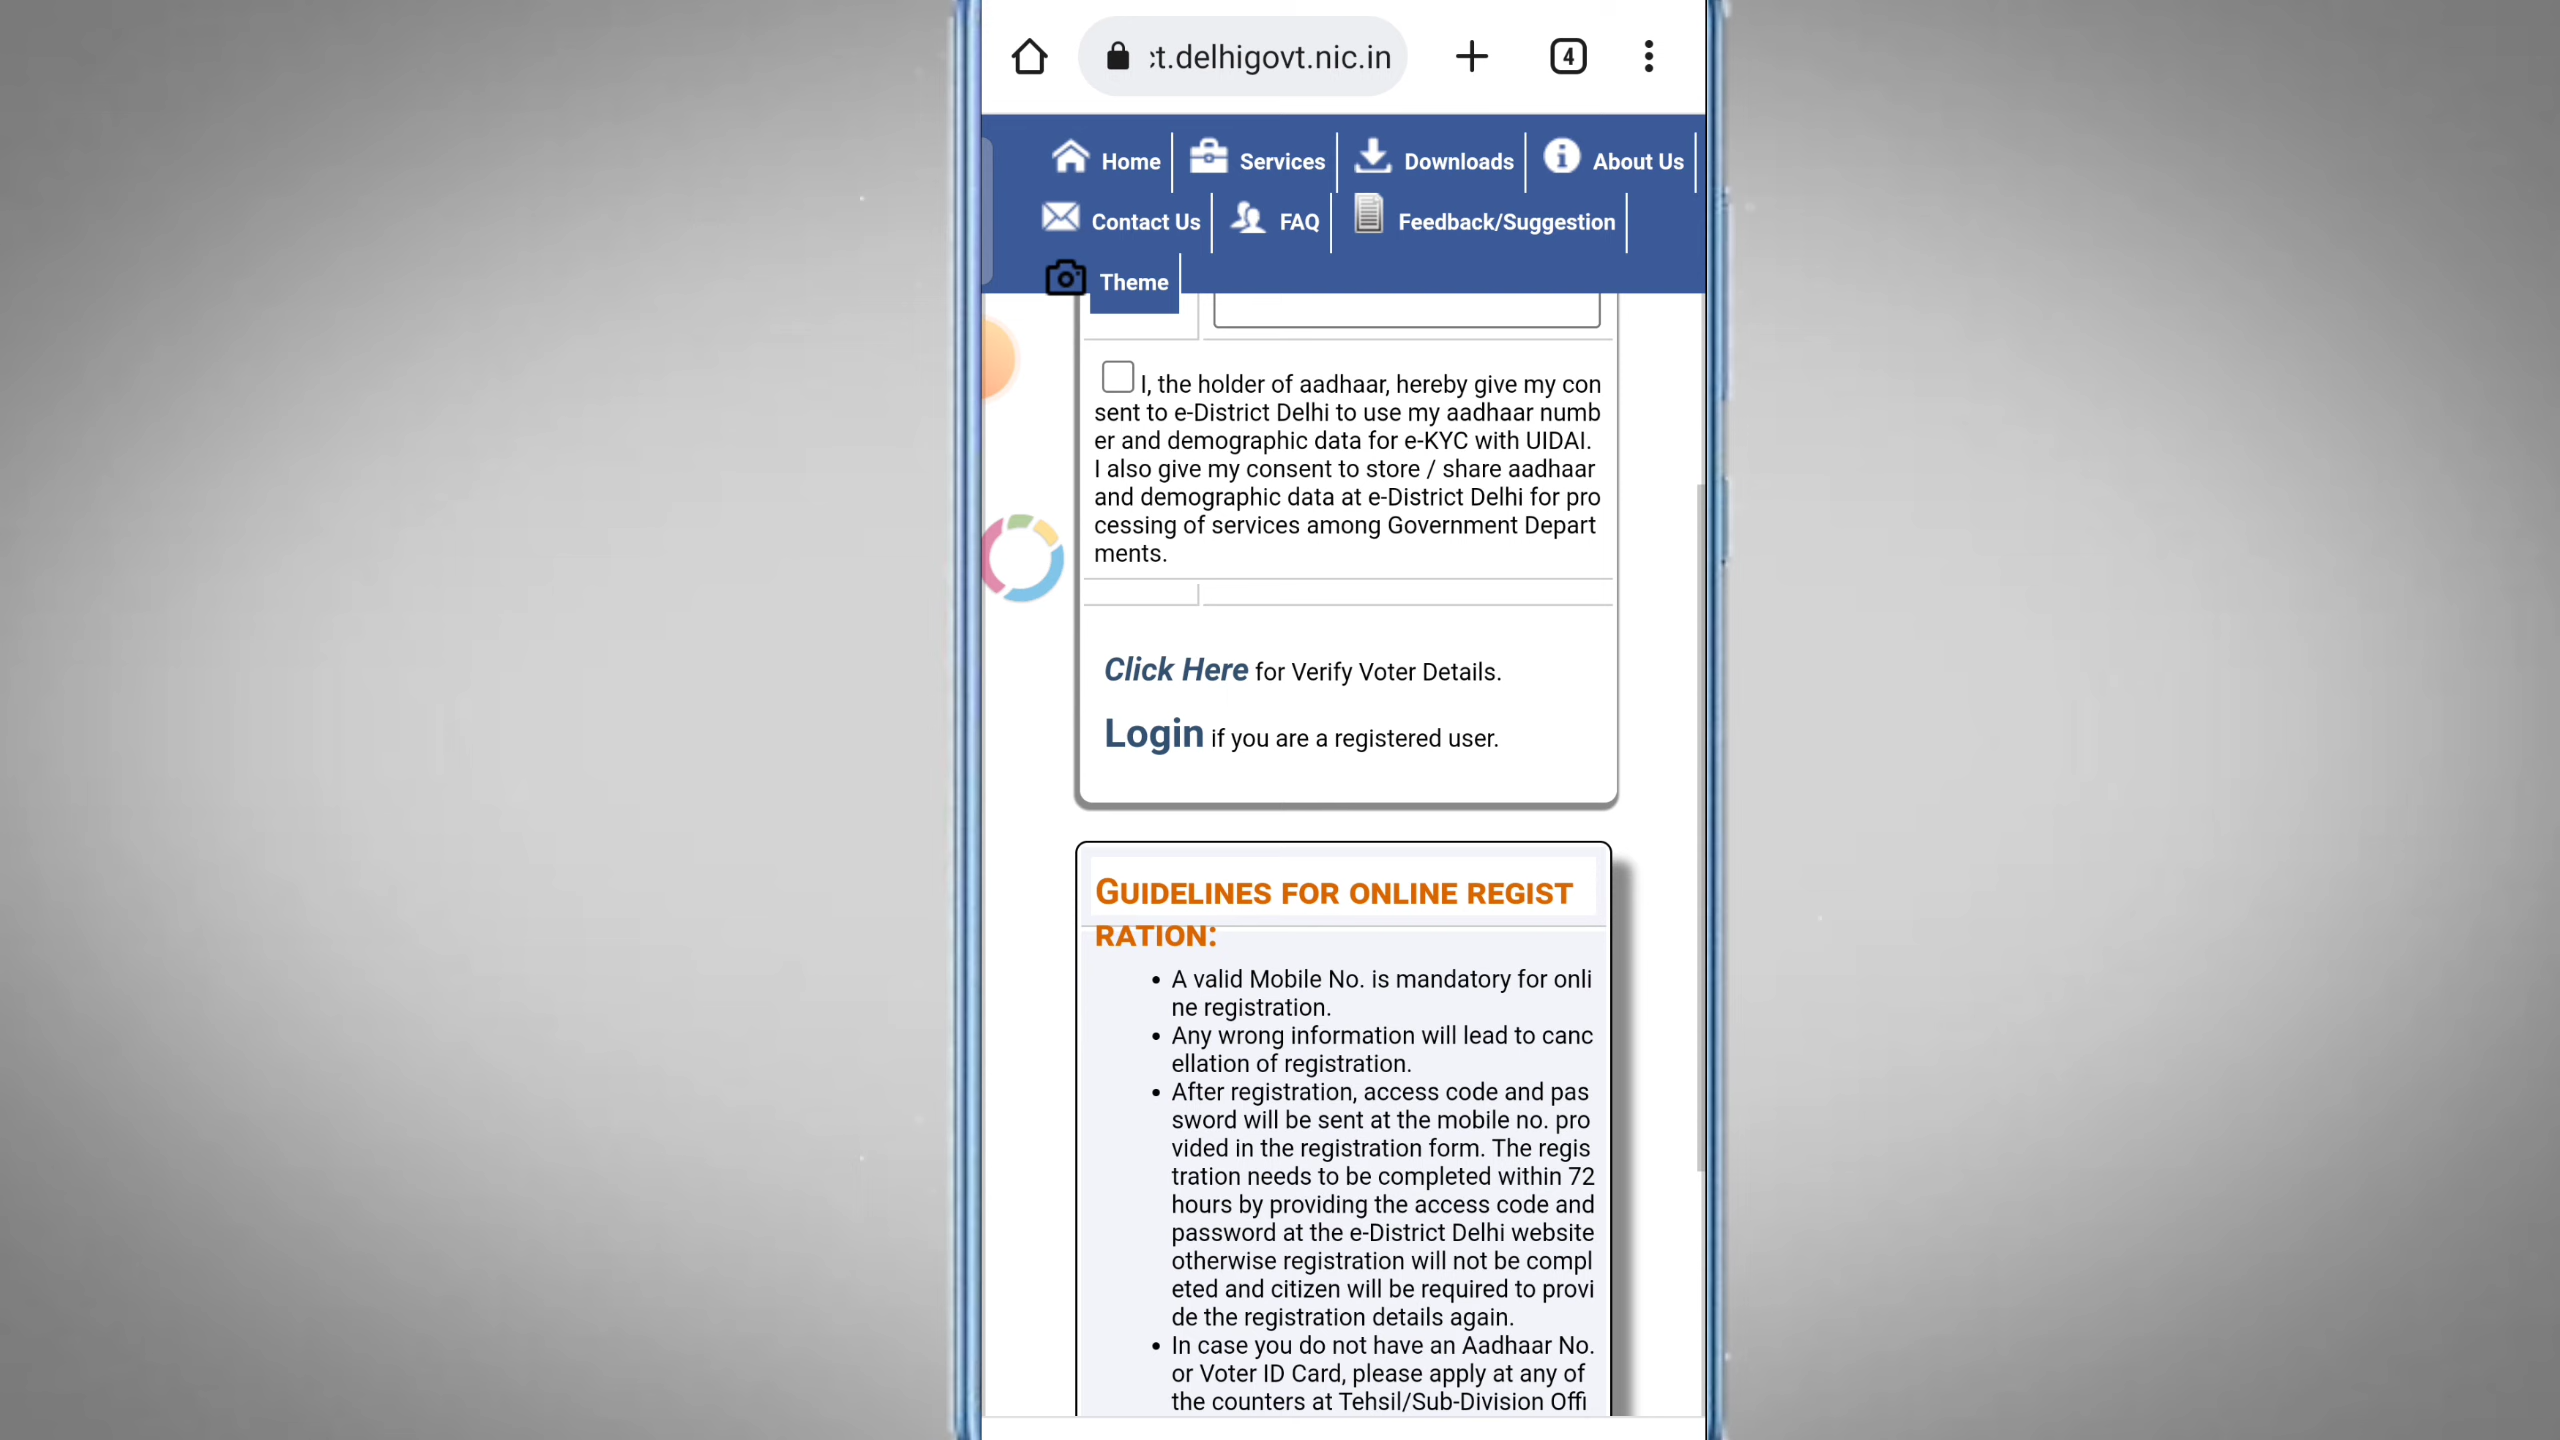 ct.delhigovt.nic.in
4
Home
Services
Downloads
About Us
Contact Us
FAQ
Feedback/Suggestion
Theme
I, the holder of aadhaar, hereby give my con
sent to e-District Delhi to use my aadhaar numb
er and demographic data for e-KYC with UIDAI.
I also give my consent to store / share aadhaar
and demographic data at e-District Delhi for pro
cessing of services among Government Depart
ments.
Click Here for Verify Voter Details.
Login if you are a registered user.
GUIDELINES FOR ONLINE REGIST
RATION:
• A valid Mobile No. is mandatory for onli
ne registration.
• Any wrong information will lead to canc
ellation of registration.
• After registration, access code and pas
sword will be sent at the mobile no. pro
vided in the registration form. The regis
tration needs to be completed within 72
hours by providing the access code and
password at the e-District Delhi website
otherwise registration will not be compl
eted and citizen will be required to provi
de the registration details again.
• In case you do not have an Aadhaar No.
or Voter ID Card, please apply at any of
the counters at Tehsil/Sub-Division Offi